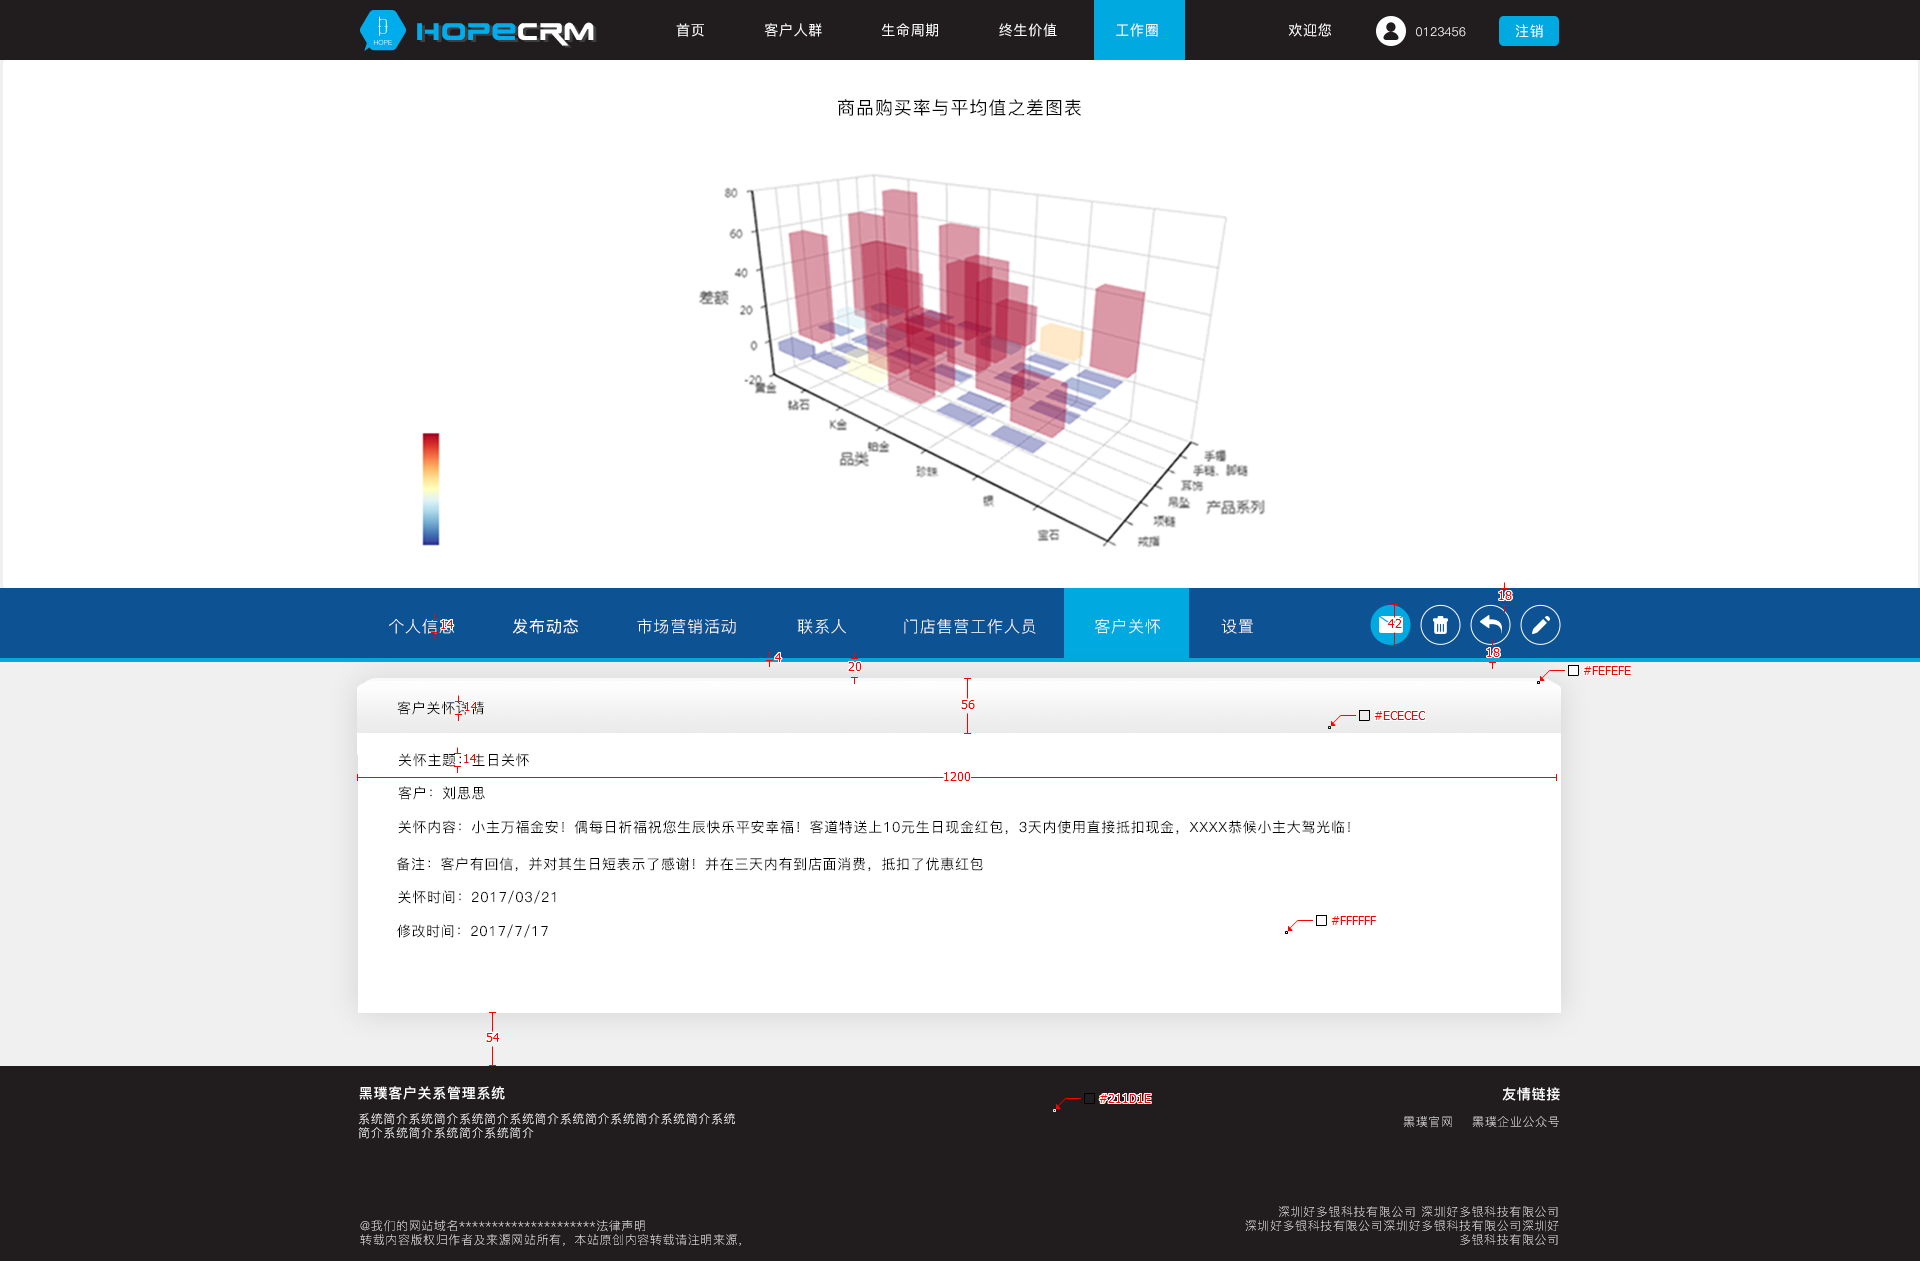 HOPE HOPECRM 首页 客户人群 生命周期 终生价值 工作圈 欢迎您 0123456 注销
商品购买率与平均值之差图表
80
60
40
差额
20
0
-20
黄金
钻石
K金
铂金
品类
珍珠
银
宝石
手镯
手链、脚链
耳饰
吊坠
产品系列
项链
戒指
18
个人信息 14 发布动态 市场营销活动 联系人 门店售营工作人员 客户关怀 设置 42
18
4
20
#FEFEFE
客户关怀详情 14
56
#ECECEC
关怀主题：生日关怀
14
1200
客户：刘思思
关怀内容：小主万福金安！偶每日祈福祝您生辰快乐平安幸福！客道特送上10元生日现金红包，3天内使用直接抵扣现金，XXXX恭候小主大驾光临！
备注：客户有回信，并对其生日短表示了感谢！并在三天内有到店面消费，抵扣了优惠红包
关怀时间：2017/03/21
#FFFFFF
修改时间：2017/7/17
54
黑璞客户关系管理系统
系统简介系统简介系统简介系统简介系统简介系统简介系统简介系统
简介系统简介系统简介系统简介
#211D1E
友情链接
黑璞官网 黑璞企业公众号
@我们的网站域名*********************法律声明
转载内容版权归作者及来源网站所有，本站原创内容转载请注明来源，
深圳好多银科技有限公司 深圳好多银科技有限公司
深圳好多银科技有限公司深圳好多银科技有限公司深圳好
多银科技有限公司